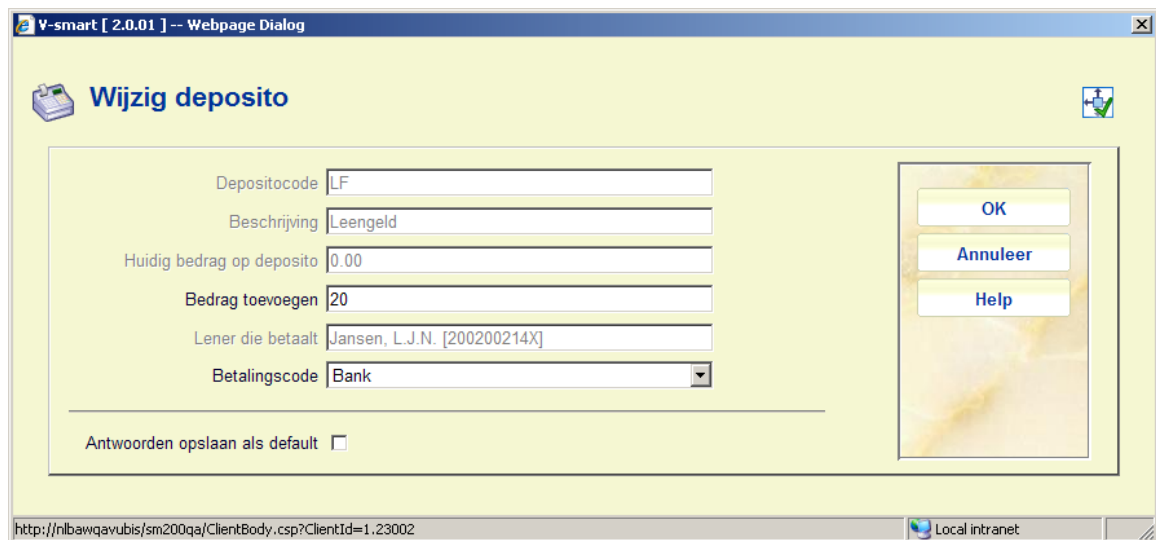 V-smart [ 2.0.01 ] -- Webpage Dialog
Wijzig deposito
Depositocode LF
Beschrijving Leengeld
Huidig bedrag op deposito 0.00
Bedrag toevoegen 20
Lener die betaalt Jansen, L.J.N. [200200214X]
Betalingscode Bank
Antwoorden opslaan als default
OK
Annuleer
Help
http://nlbawqavubis/sm200qa/ClientBody.csp?ClientId=1.23002 Local intranet